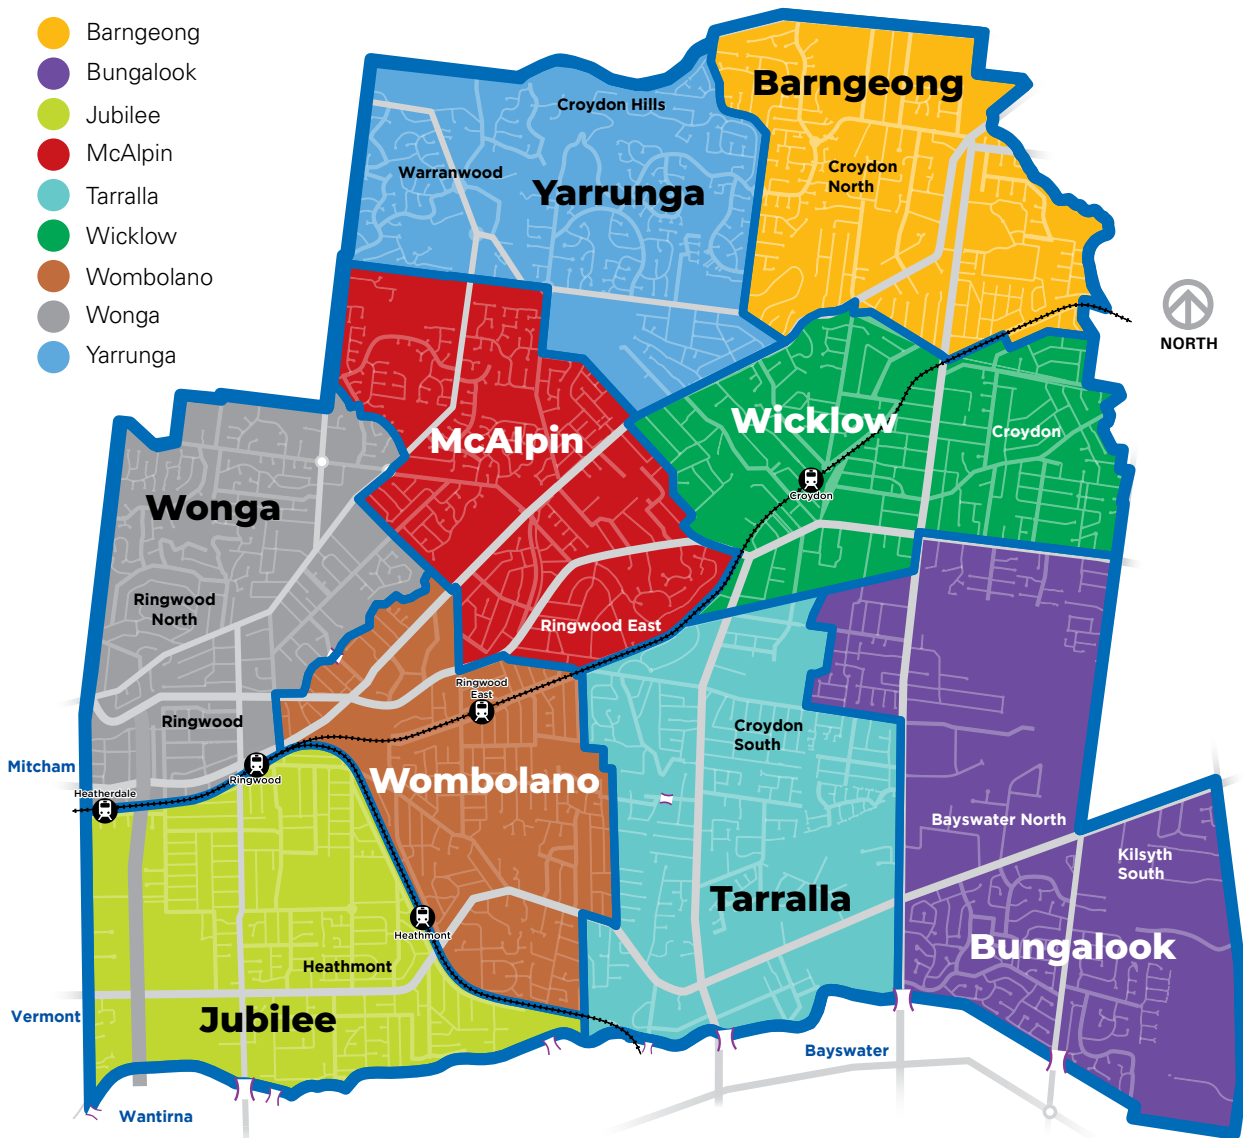 Barngeong
Bungalook
Jubilee
McAlpin
Tarralla
Wicklow
Wombolano
Wonga
Yarrunga
Barngeong
Croydon Hills
Warranwood
Yarrunga
Croydon
North
NORTH
McAlpin
Wicklow
Croydon
Croydon
Wonga
Ringwood
North
Ringwood East
Ringwood
East
Ringwood
Croydon
South
Mitcham
Ringwood
Wombolano
Heatherdale
Bayswater North
Kilsyth
South
Tarralla
Heathmont
Bungalook
Heathmont
Vermont
Jubilee
Bayswater
Wantirna